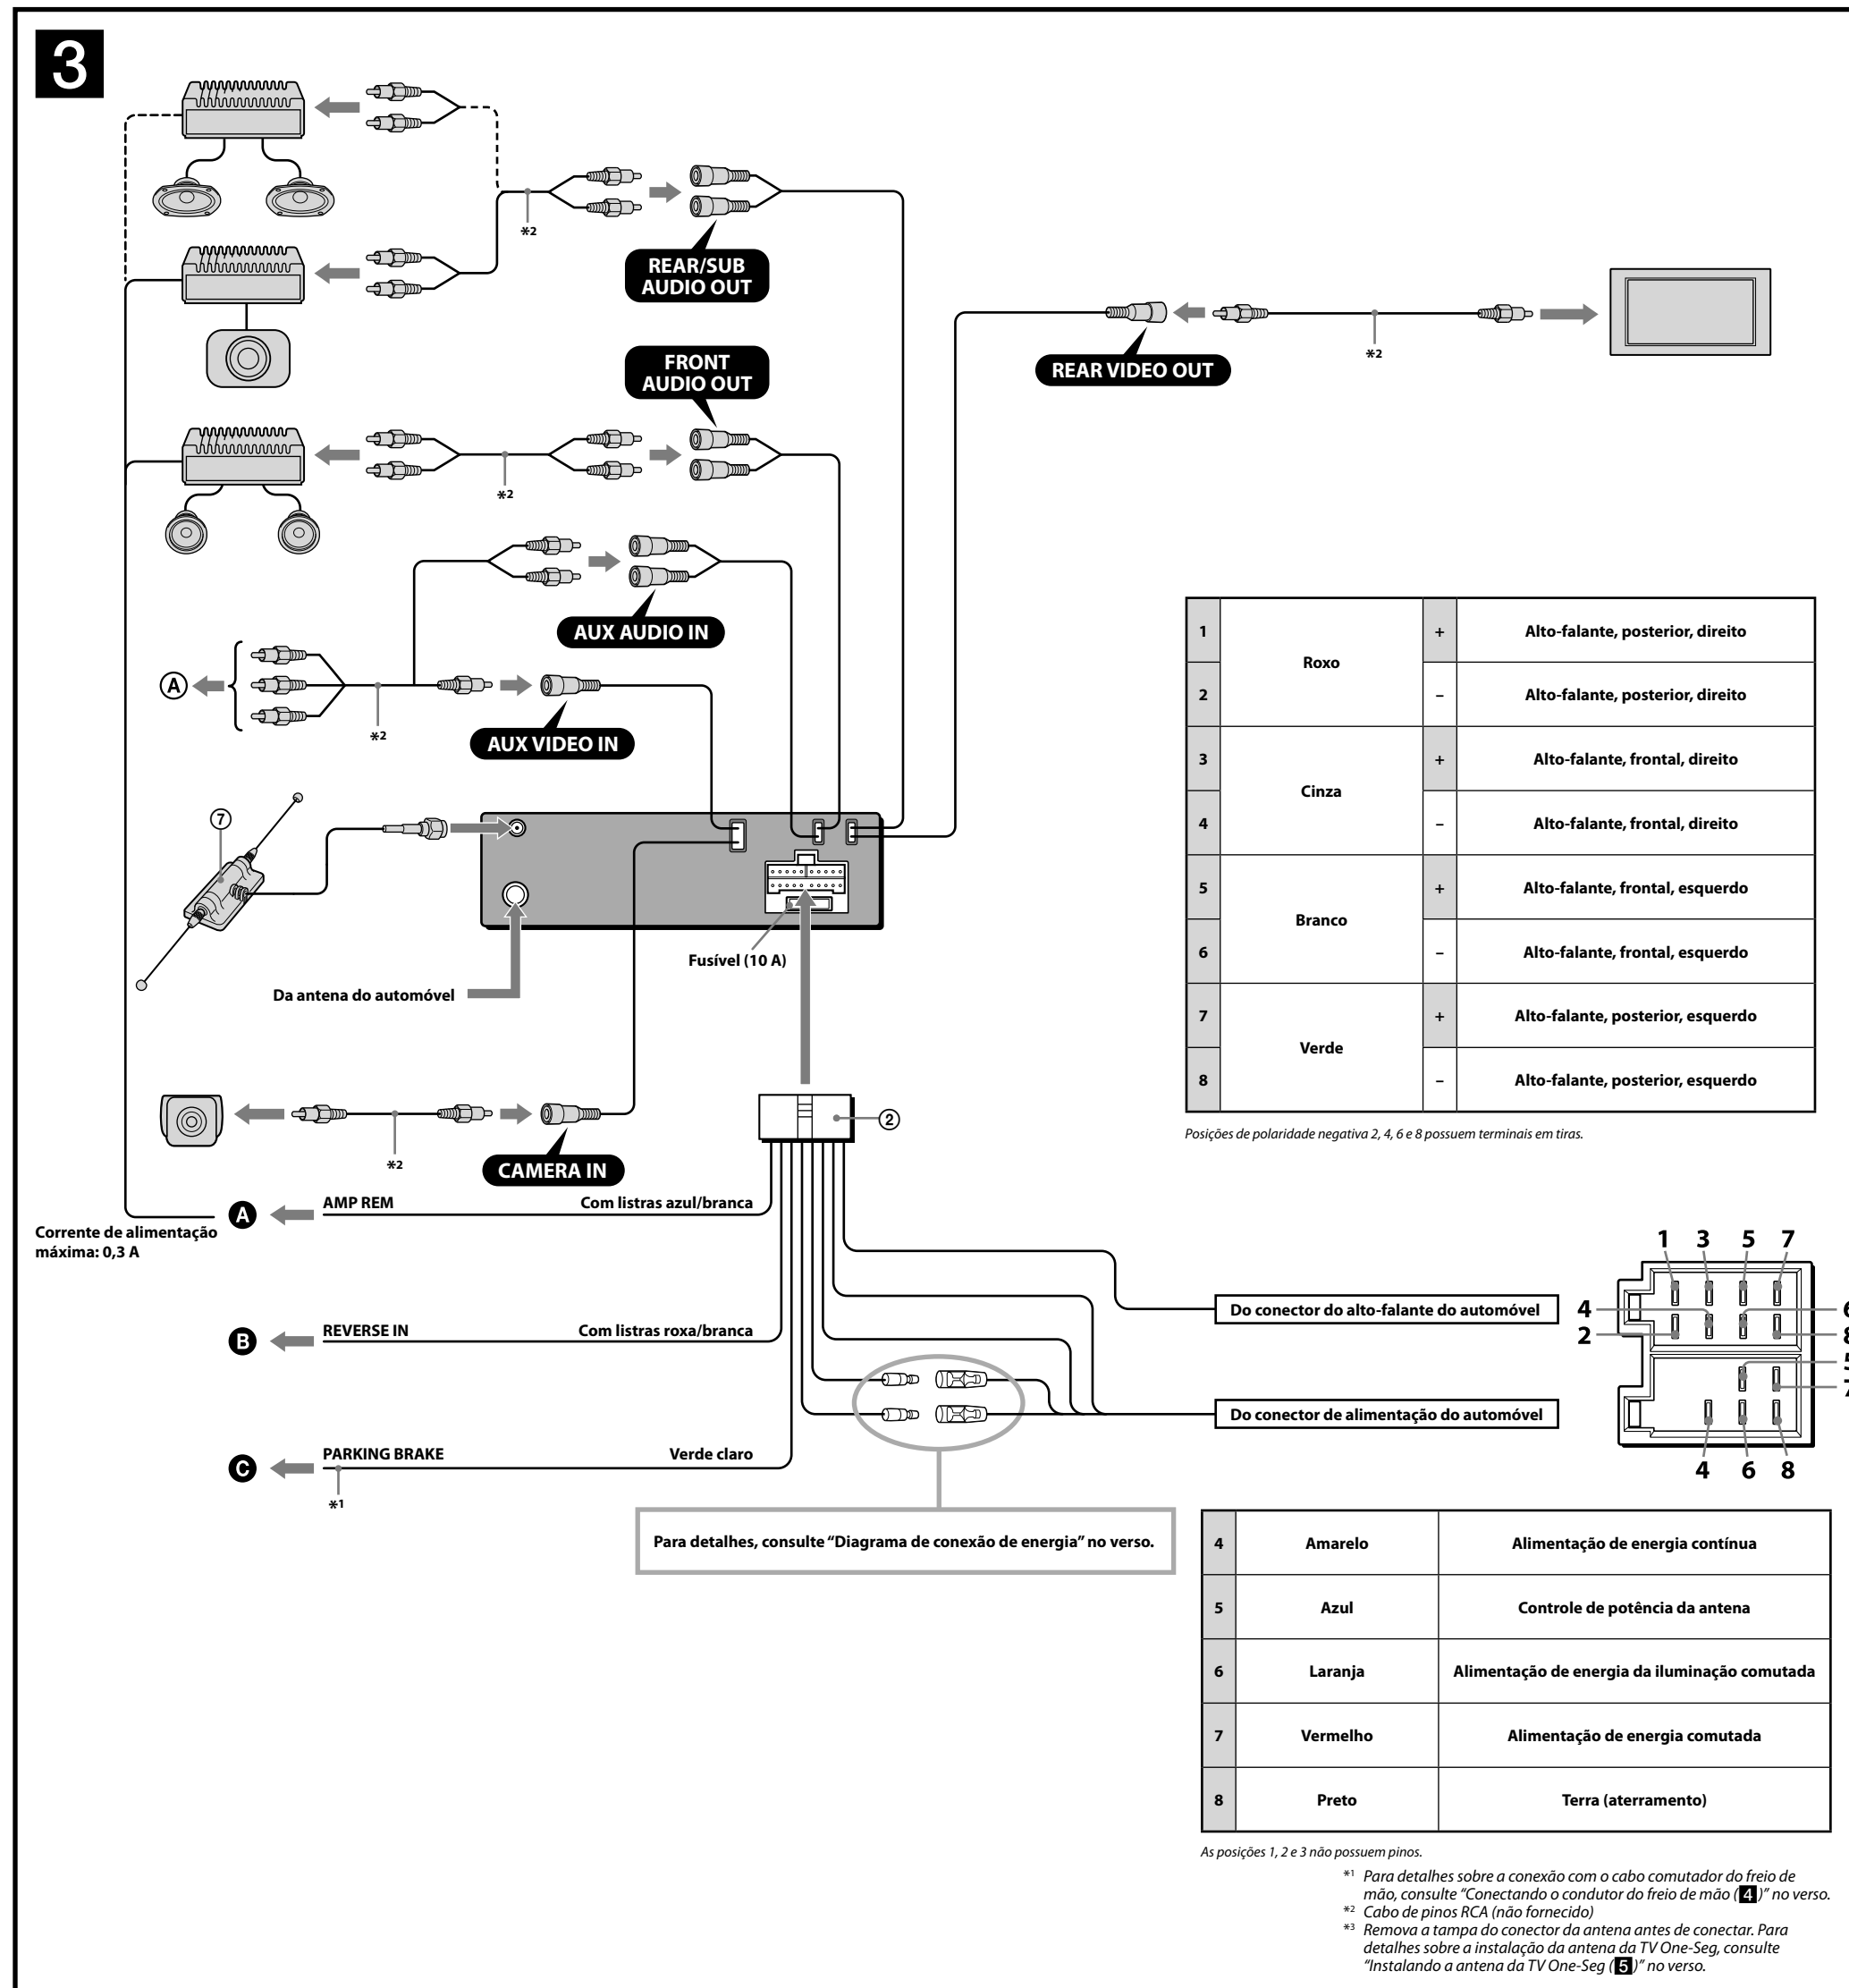 3
*2
REAR/SUB
AUDIO OUT
FRONT
AUDIO OUT
REAR VIDEO OUT
*2
*2
AUX AUDIO IN
A
*2
AUX VIDEO IN
7
Fusível (10 A)
Da antena do automóvel
2
*2
CAMERA IN
1 Roxo + Alto-falante, posterior, direito
2 – Alto-falante, posterior, direito
3 Cinza + Alto-falante, frontal, direito
4 – Alto-falante, frontal, direito
5 Branco + Alto-falante, frontal, esquerdo
6 – Alto-falante, frontal, esquerdo
7 Verde + Alto-falante, posterior, esquerdo
8 – Alto-falante, posterior, esquerdo
Posições de polaridade negativa 2, 4, 6 e 8 possuem terminais em tiras.
A AMP REM Com listras azul/branca
Corrente de alimentação
máxima: 0,3 A
B REVERSE IN Com listras roxa/branca
C PARKING BRAKE Verde claro
*1
Do conector do alto-falante do automóvel
Do conector de alimentação do automóvel
1 3 5 7
4
2
4 6 8
Para detalhes, consulte “Diagrama de conexão de energia” no verso.
4 Amarelo Alimentação de energia contínua
5 Azul Controle de potência da antena
6 Laranja Alimentação de energia da iluminação comutada
7 Vermelho Alimentação de energia comutada
8 Preto Terra (aterramento)
As posições 1, 2 e 3 não possuem pinos.
*1 Para detalhes sobre a conexão com o cabo comutador do freio de
mão, consulte “Conectando o condutor do freio de mão (4)” no verso.
*2 Cabo de pinos RCA (não fornecido)
*3 Remova a tampa do conector da antena antes de conectar. Para
detalhes sobre a instalação da antena da TV One-Seg, consulte
“Instalando a antena da TV One-Seg (5)” no verso.